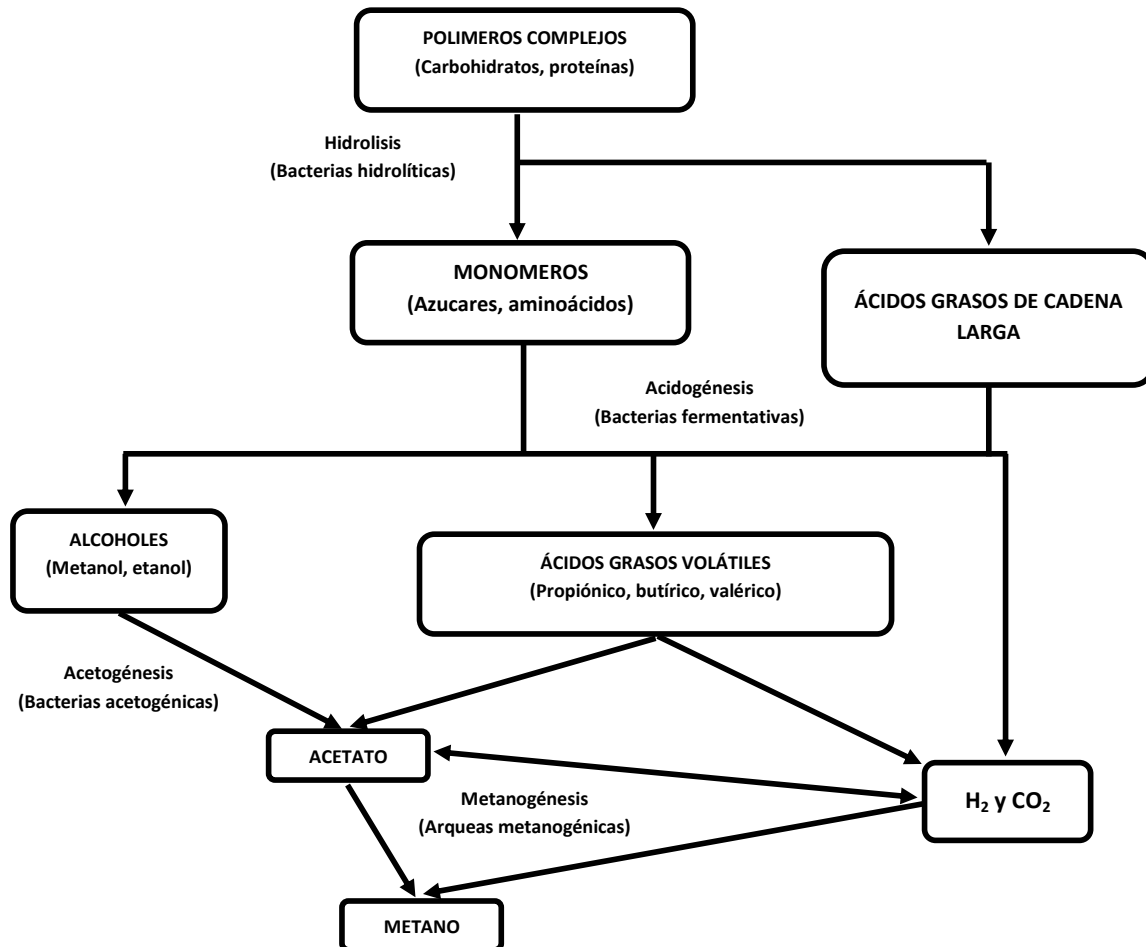 POLIMEROS COMPLEJOS
(Carbohidratos, proteínas)
Hidrolisis
(Bacterias hidrolíticas)
MONOMEROS
(Azucares, aminoácidos)
ÁCIDOS GRASOS DE CADENA
LARGA
Acidogénesis
(Bacterias fermentativas)
ALCOHOLES
(Metanol, etanol)
ÁCIDOS GRASOS VOLÁTILES
(Propiónico, butírico, valérico)
Acetogénesis
(Bacterias acetogénicas)
ACETATO
H₂ y CO₂
Metanogénesis
(Arqueas metanogénicas)
METANO